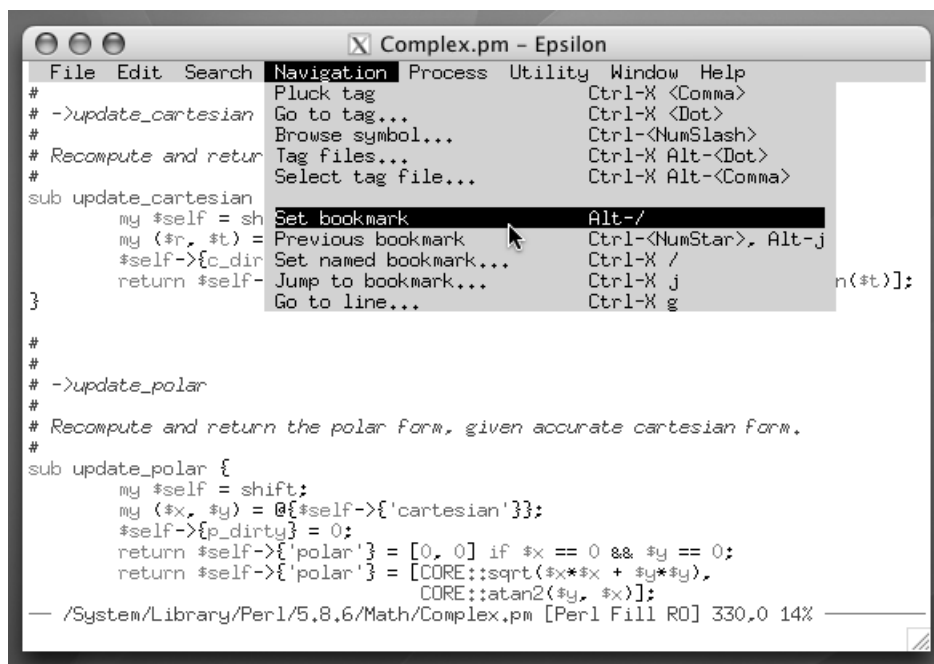 Complex.pm – Epsilon
File Edit Search Navigation Process Utility Window Help
# Pluck tag Ctrl-X <Comma>
# ->update_cartesian Go to tag... Ctrl-X <Dot>
# Browse symbol... Ctrl-<NumSlash>
# Recompute and retur Tag files... Ctrl-X Alt-<Dot>
# Select tag file... Ctrl-X Alt-<Comma>
sub update_cartesian
my $self = sh Set bookmark Alt-/
my ($r, $t) = Previous bookmark Ctrl-<NumStar>, Alt-j
$self->{c_dir Set named bookmark... Ctrl-X /
return $self- Jump to bookmark... Ctrl-X j n($t)];
} Go to line... Ctrl-X g
#
#
# ->update_polar
#
# Recompute and return the polar form, given accurate cartesian form.
#
sub update_polar {
my $self = shift;
my ($x, $y) = @{$self->{'cartesian'}};
$self->{p_dirty} = 0;
return $self->{'polar'} = [0, 0] if $x == 0 && $y == 0;
return $self->{'polar'} = [CORE::sqrt($x*$x + $y*$y),
CORE::atan2($y, $x)];
/System/Library/Perl/5.8.6/Math/Complex.pm [Perl Fill RO] 330,0 14%